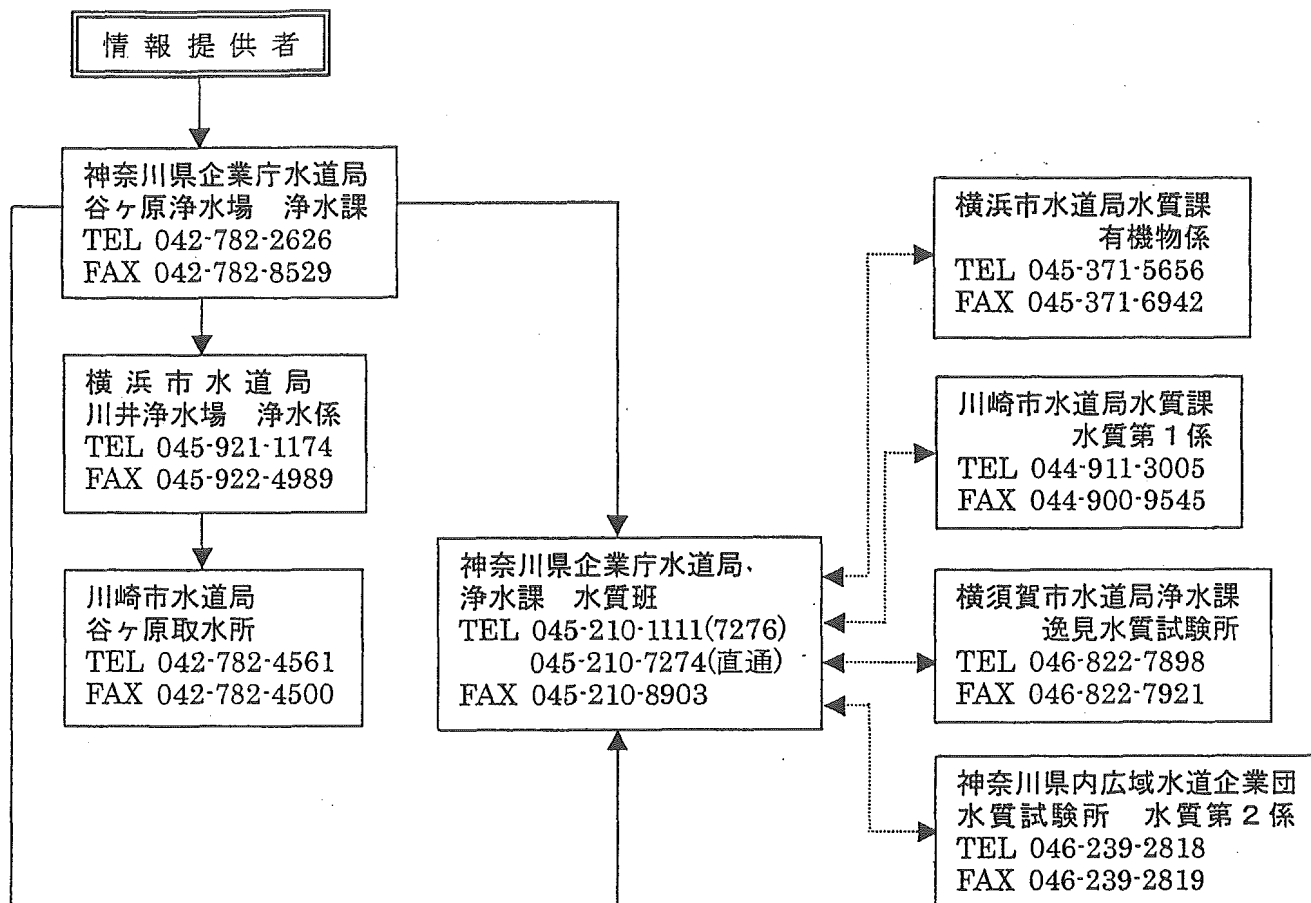 情報提供者
神奈川県企業庁水道局
谷ヶ原浄水場　浄水課
TEL 042-782-2626
FAX 042-782-8529
横浜市水道局
川井浄水場　浄水係
TEL 045-921-1174
FAX 045-922-4989
川崎市水道局
谷ヶ原取水所
TEL 042-782-4561
FAX 042-782-4500
神奈川県企業庁水道局、
浄水課　水質班
TEL 045-210-1111(7276)
045-210-7274(直通)
FAX 045-210-8903
横浜市水道局水質課
有機物係
TEL 045-371-5656
FAX 045-371-6942
川崎市水道局水質課
水質第1係
TEL 044-911-3005
FAX 044-900-9545
横須賀市水道局浄水課
逸見水質試験所
TEL 046-822-7898
FAX 046-822-7921
神奈川県内広域水道企業団
水質試験所　水質第2係
TEL 046-239-2818
FAX 046-239-2819